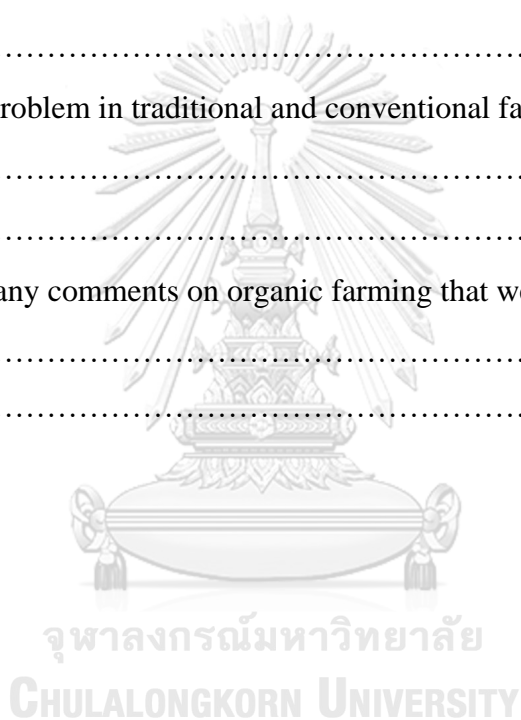 ……………………………………………………
roblem in traditional and conventional fa
……………………………………………………
……………………………………………………
any comments on organic farming that w
……………………………………………………
……………………………………………………
จุฬาลงกรณ์มหาวิทยาลัย
CHULALONGKORN UNIVERSITY